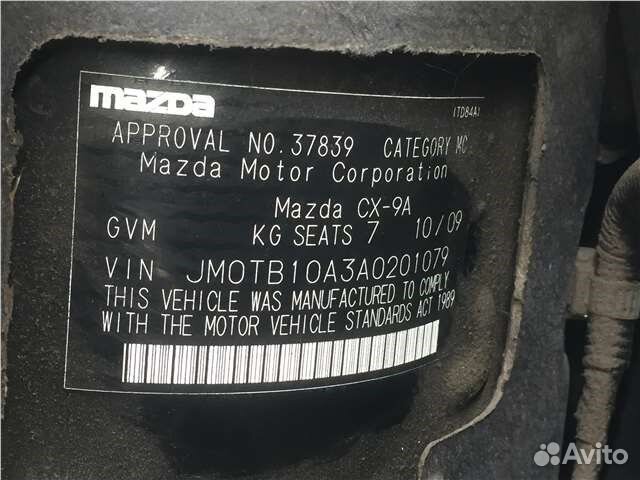 mazda
(TD84A)
APPROVAL NO.37839 CATEGORY MC
Mazda Motor Corporation
Mazda CX-9A
GVM KG SEATS 7 10/09
VIN JM0TB10A3A0201079
THIS VEHICLE WAS MANUFACTURED TO COMPLY
WITH THE MOTOR VEHICLE STANDARDS ACT 1989
Avito